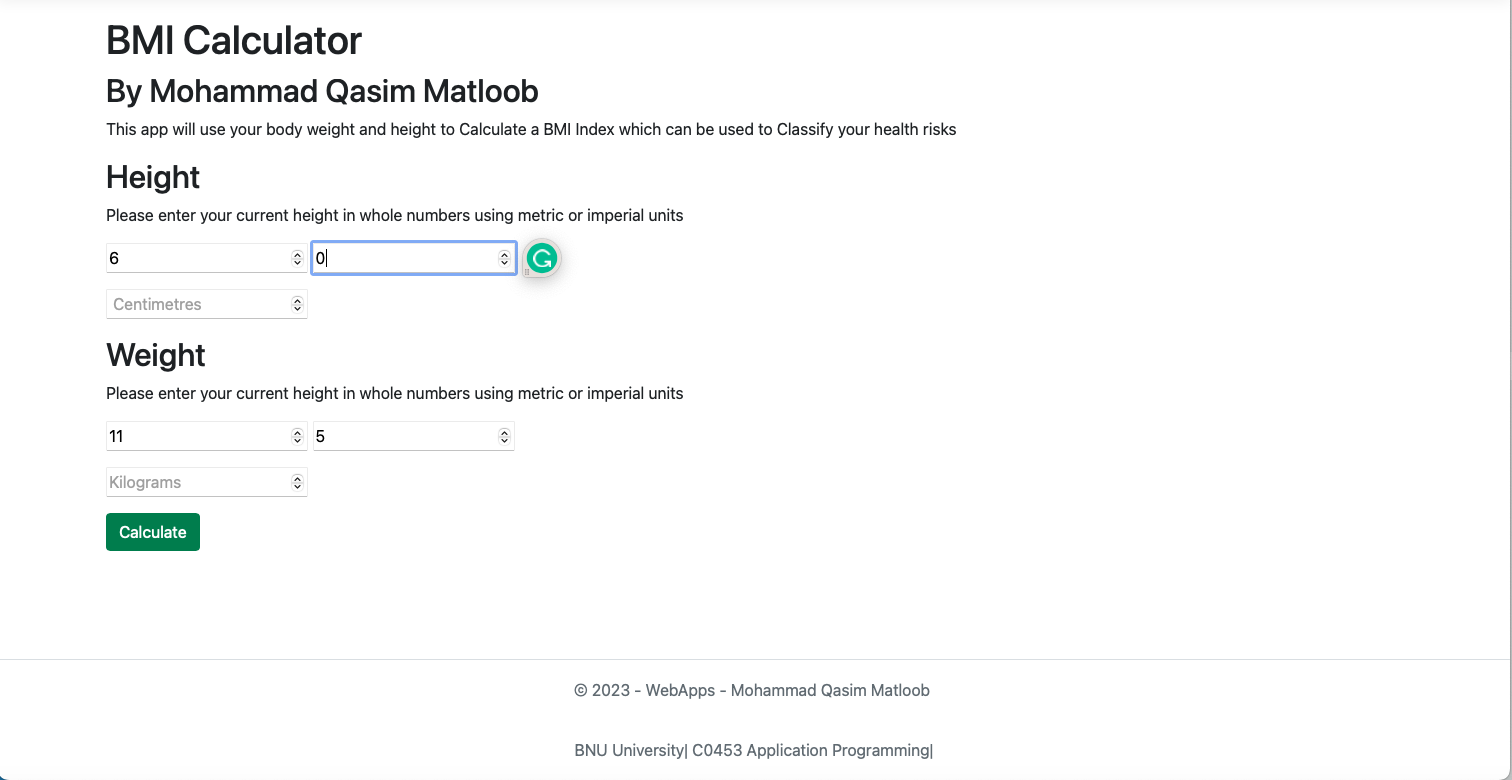 BMI Calculator
By Mohammad Qasim Matloob
This app will use your body weight and height to Calculate a BMI Index which can be used to Classify your health risks
Height
Please enter your current height in whole numbers using metric or imperial units
6 0
Centimetres
Weight
Please enter your current height in whole numbers using metric or imperial units
11 5
Kilograms
Calculate
© 2023 - WebApps - Mohammad Qasim Matloob
BNU University| C0453 Application Programming|